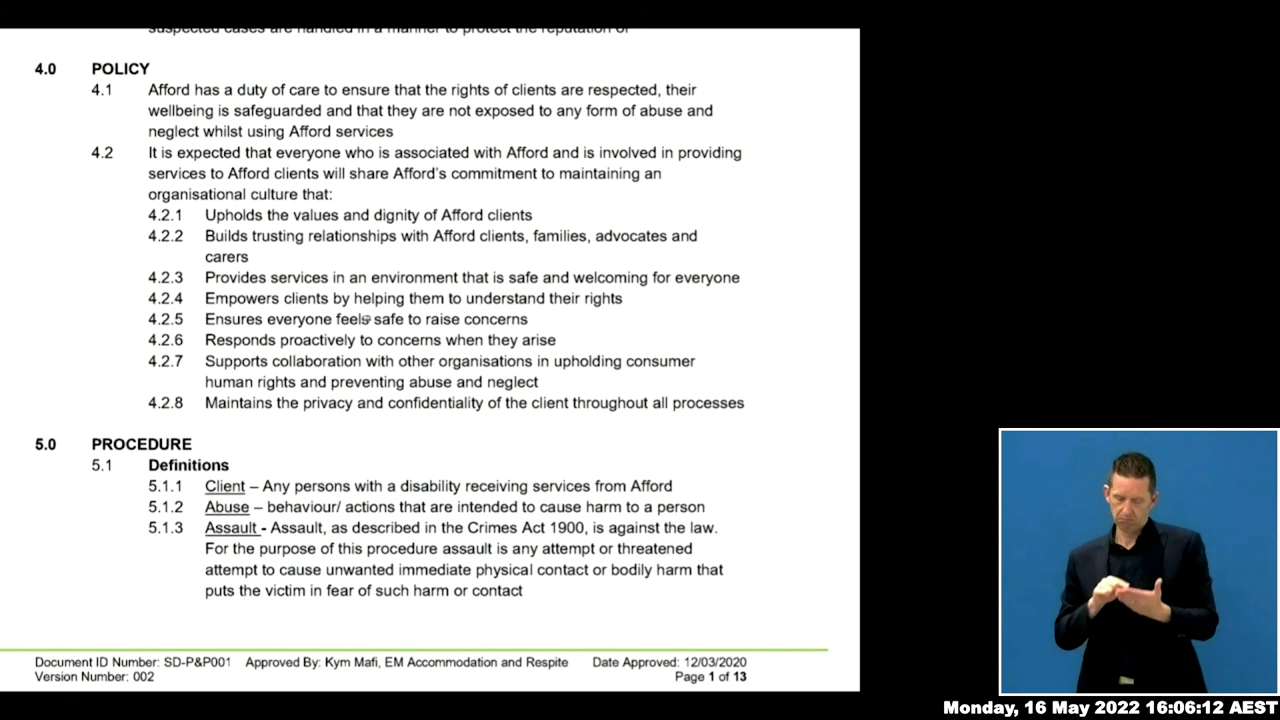 4.0 POLICY
4.1 Afford has a duty of care to ensure that the rights of clients are respected, their
wellbeing is safeguarded and that they are not exposed to any form of abuse and
neglect whilst using Afford services
4.2 It is expected that everyone who is associated with Afford and is involved in providing
services to Afford clients will share Afford's commitment to maintaining an
organisational culture that:
4.2.1 Upholds the values and dignity of Afford clients
4.2.2 Builds trusting relationships with Afford clients, families, advocates and
carers
4.2.3 Provides services in an environment that is safe and welcoming for everyone
4.2.4 Empowers clients by helping them to understand their rights
4.2.5 Ensures everyone feels safe to raise concerns
4.2.6 Responds proactively to concerns when they arise
4.2.7 Supports collaboration with other organisations in upholding consumer
human rights and preventing abuse and neglect
4.2.8 Maintains the privacy and confidentiality of the client throughout all processes
5.0 PROCEDURE
5.1 Definitions
5.1.1 Client – Any persons with a disability receiving services from Afford
5.1.2 Abuse – behaviour/ actions that are intended to cause harm to a person
5.1.3 Assault - Assault, as described in the Crimes Act 1900, is against the law.
For the purpose of this procedure assault is any attempt or threatened
attempt to cause unwanted immediate physical contact or bodily harm that
puts the victim in fear of such harm or contact
Document ID Number: SD-P&P001 Approved By: Kym Mafi, EM Accommodation and Respite Date Approved: 12/03/2020
Version Number: 002 Page 1 of 13
Monday, 16 May 2022 16:06:12 AEST